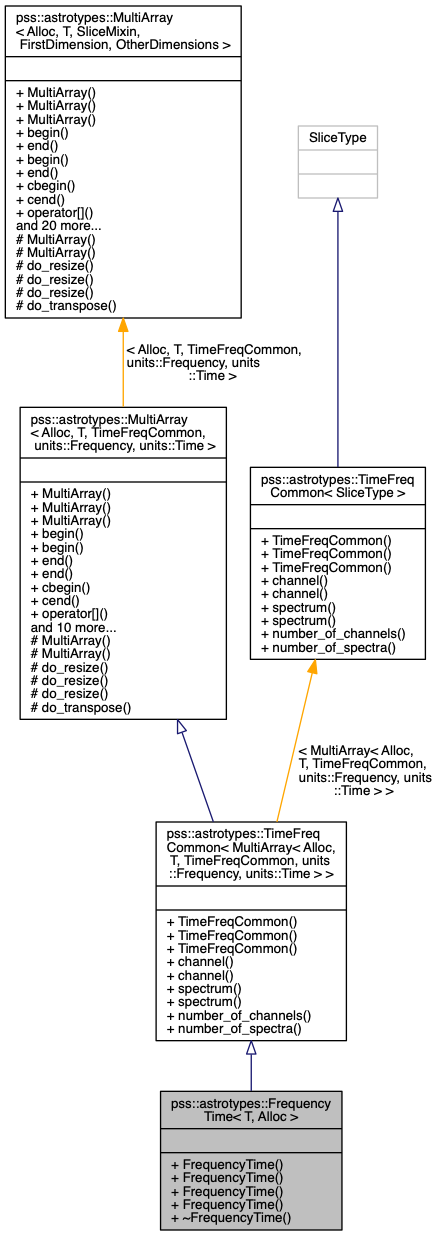 pss::astrotypes::MultiArray
< Alloc, T, SliceMixin,
FirstDimension, OtherDimensions >
+ MultiArray()
+ MultiArray()
+ MultiArray()
+ begin()
+ end()
+ begin()
+ end()
+ cbegin()
+ cend()
+ operator[]()
and 20 more...
# MultiArray()
# MultiArray()
# do_resize()
# do_resize()
# do_resize()
# do_transpose()
SliceType
< Alloc, T, TimeFreqCommon,
units::Frequency, units
::Time >
pss::astrotypes::MultiArray
< Alloc, T, TimeFreqCommon,
units::Frequency, units::Time >
+ MultiArray()
+ MultiArray()
+ MultiArray()
+ begin()
+ begin()
+ end()
+ end()
+ cbegin()
+ cend()
+ operator[]()
and 10 more...
# MultiArray()
# MultiArray()
# do_resize()
# do_resize()
# do_resize()
# do_transpose()
pss::astrotypes::TimeFreq
Common< SliceType >
+ TimeFreqCommon()
+ TimeFreqCommon()
+ TimeFreqCommon()
+ channel()
+ channel()
+ spectrum()
+ spectrum()
+ number_of_channels()
+ number_of_spectra()
< MultiArray< Alloc,
T, TimeFreqCommon,
units::Frequency, units
::Time > >
pss::astrotypes::TimeFreq
Common< MultiArray< Alloc,
T, TimeFreqCommon, units
::Frequency, units::Time > >
+ TimeFreqCommon()
+ TimeFreqCommon()
+ TimeFreqCommon()
+ channel()
+ channel()
+ spectrum()
+ spectrum()
+ number_of_channels()
+ number_of_spectra()
pss::astrotypes::Frequency
Time< T, Alloc >
+ FrequencyTime()
+ FrequencyTime()
+ FrequencyTime()
+ FrequencyTime()
+ ~FrequencyTime()